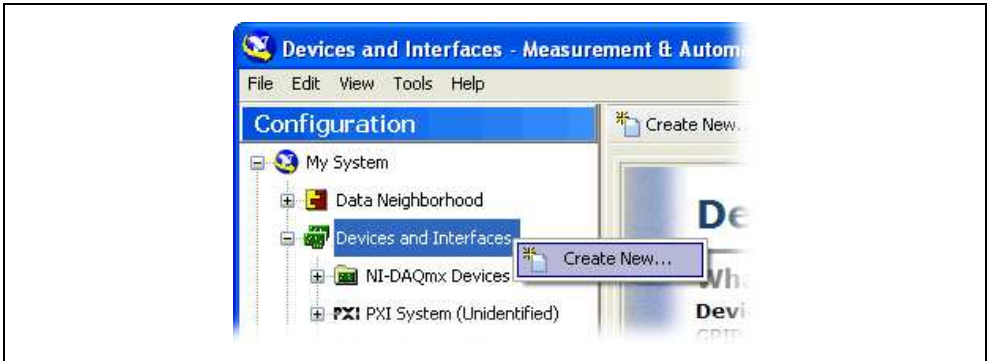 Devices and Interfaces - Measurement & Autom
File Edit View Tools Help
Configuration
Create New.
My System
Data Neighborhood
De
Devices and Interfaces
Create New...
NI-DAQmx Devices
Wh
PXI PXI System (Unidentified)
Devi